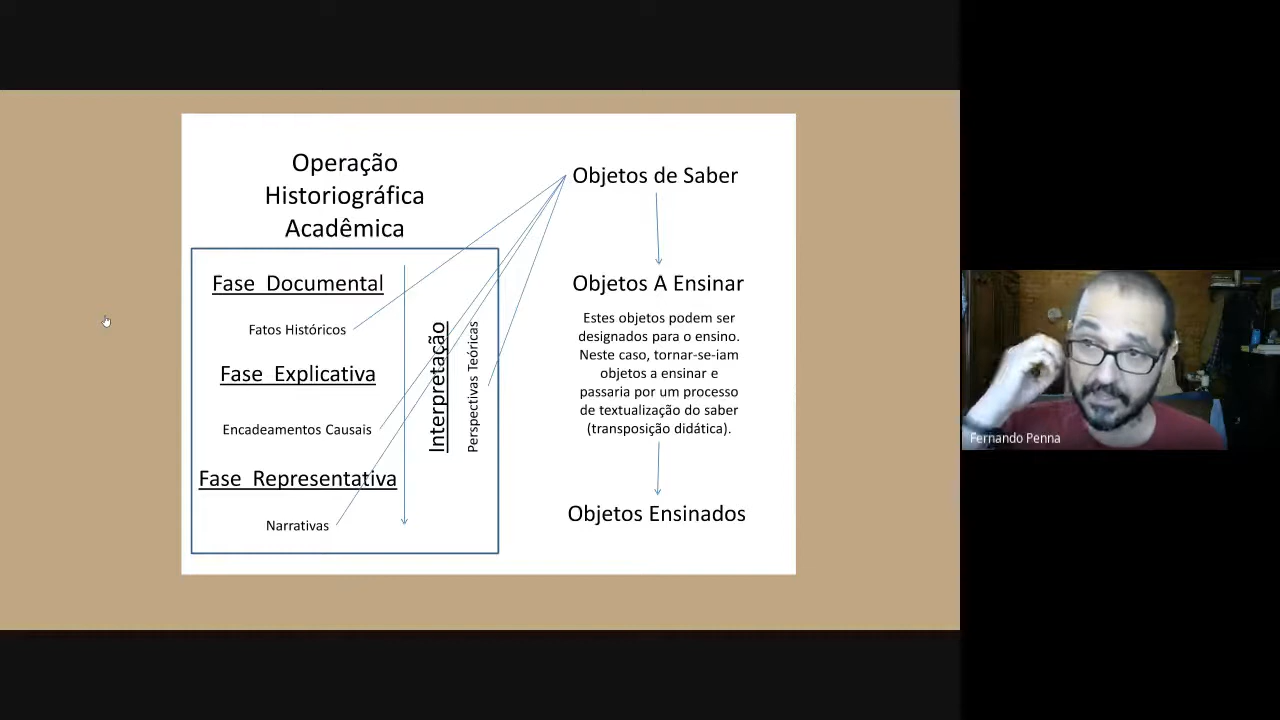 Operação
Historiográfica
Acadêmica
Fase Documental
Fatos Históricos
Fase Explicativa
Encadeamentos Causais
Fase Representativa
Narrativas
Interpretação
Perspectivas Teóricas
Objetos de Saber
Objetos A Ensinar
Estes objetos podem ser
designados para o ensino.
Neste caso, tornar-se-iam
objetos a ensinar e
passaria por um processo
de textualização do saber
(transposição didática).
Objetos Ensinados
Fernando Penna